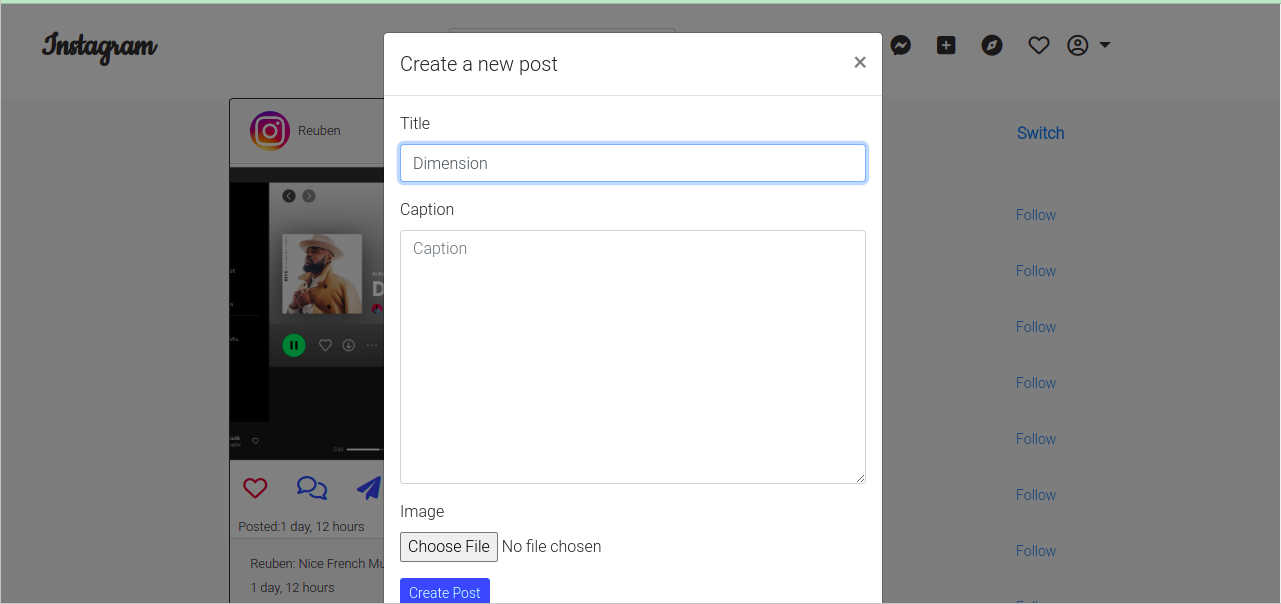 Instagram
Create a new post
×
Title
Dimension
Caption
Caption
Image
Choose File No file chosen
Create Post
Reuben
Posted:1 day, 12 hours
Reuben: Nice French Mu
1 day, 12 hours
Switch
Follow
Follow
Follow
Follow
Follow
Follow
Follow